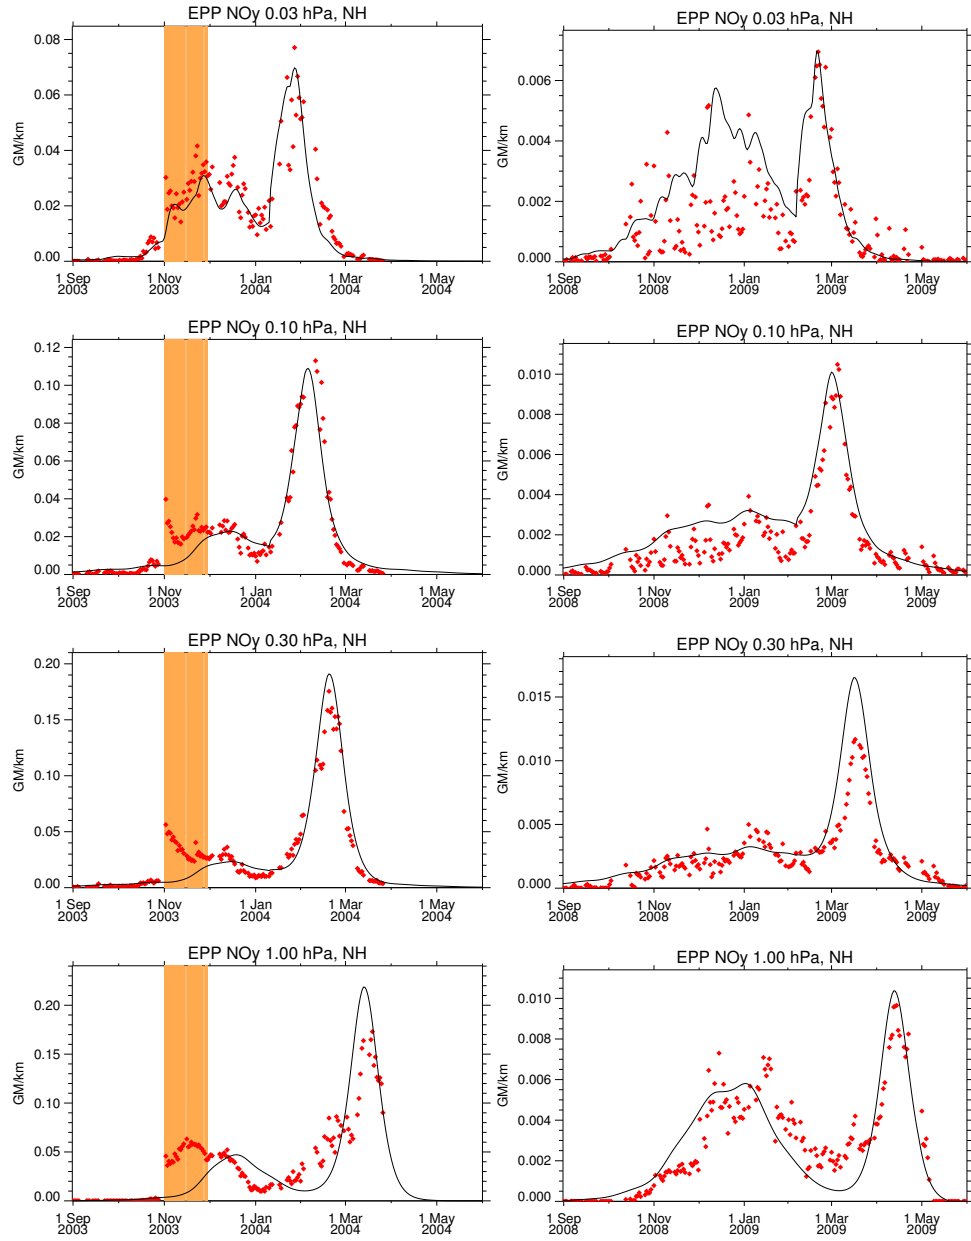 EPP NOy 0.03 hPa, NH
0.08
0.06
0.04
0.02
0.00
GM/km
1 Sep 1 Nov 1 Jan 1 Mar 1 May
2003 2003 2004 2004 2004
EPP NOy 0.03 hPa, NH
0.006
0.004
0.002
0.000
GM/km
1 Sep 1 Nov 1 Jan 1 Mar 1 May
2008 2008 2009 2009 2009
EPP NOy 0.10 hPa, NH
0.12
0.10
0.08
0.06
0.04
0.02
0.00
GM/km
1 Sep 1 Nov 1 Jan 1 Mar 1 May
2003 2003 2004 2004 2004
EPP NOy 0.10 hPa, NH
0.010
0.008
0.006
0.004
0.002
0.000
GM/km
1 Sep 1 Nov 1 Jan 1 Mar 1 May
2008 2008 2009 2009 2009
EPP NOy 0.30 hPa, NH
0.20
0.15
0.10
0.05
0.00
GM/km
1 Sep 1 Nov 1 Jan 1 Mar 1 May
2003 2003 2004 2004 2004
EPP NOy 0.30 hPa, NH
0.015
0.010
0.005
0.000
GM/km
1 Sep 1 Nov 1 Jan 1 Mar 1 May
2008 2008 2009 2009 2009
EPP NOy 1.00 hPa, NH
0.20
0.15
0.10
0.05
0.00
GM/km
1 Sep 1 Nov 1 Jan 1 Mar 1 May
2003 2003 2004 2004 2004
EPP NOy 1.00 hPa, NH
0.010
0.008
0.006
0.004
0.002
0.000
GM/km
1 Sep 1 Nov 1 Jan 1 Mar 1 May
2008 2008 2009 2009 2009